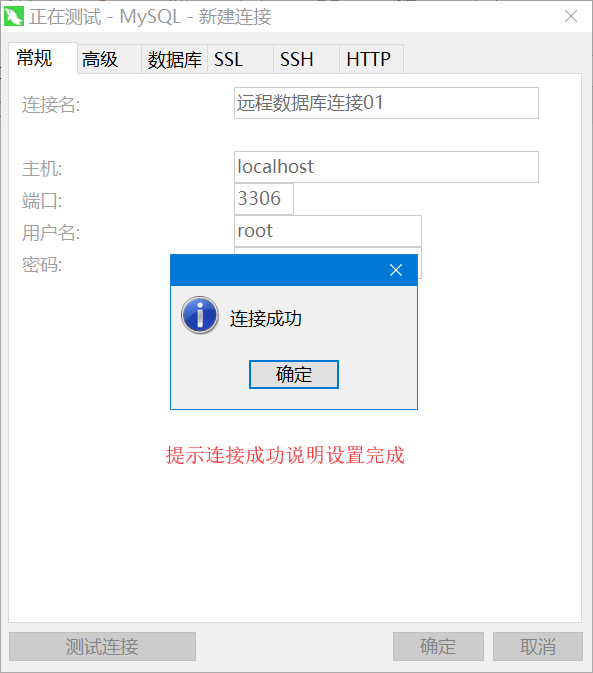 正在测试 - MySQL - 新建连接
常规 高级 数据库 SSL SSH HTTP
连接名: 远程数据库连接01
主机: localhost
端口: 3306
用户名: root
密码:
连接成功
确定
提示连接成功说明设置完成
测试连接 确定 取消